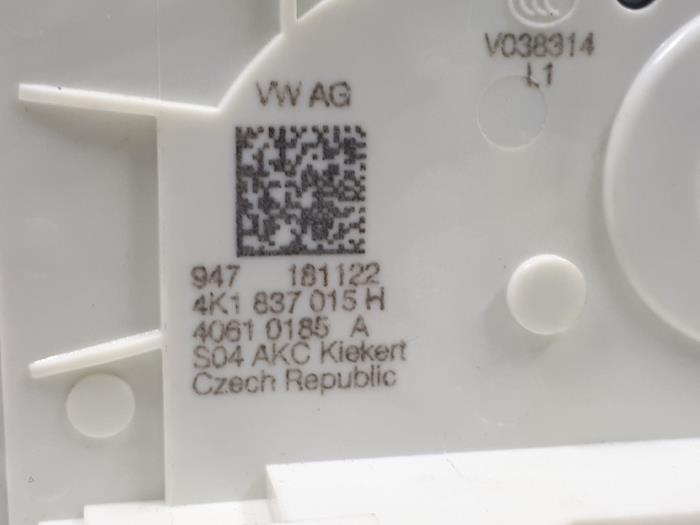 V038314
L1
VW AG
947 181122
4K1 837 015 H
4061 0185 A
S04 AKC Kiekert
Czech Republic